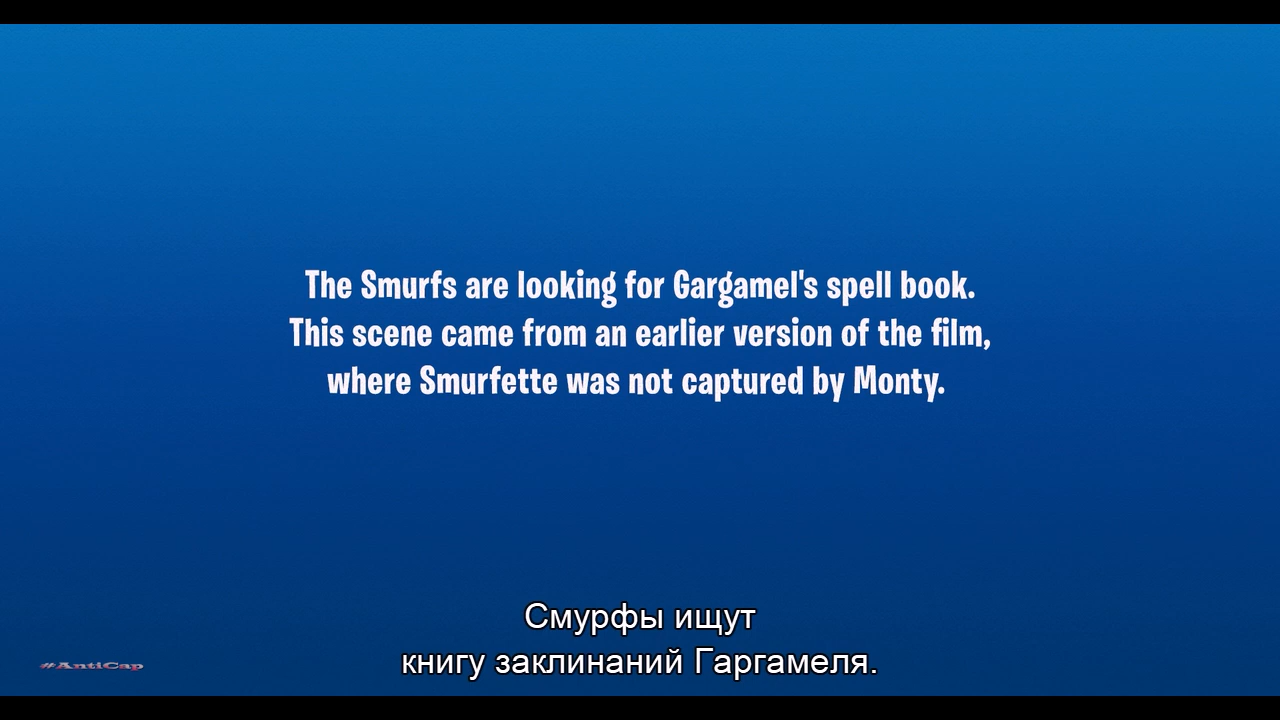 The Smurfs are looking for Gargamel's spell book.
This scene came from an earlier version of the film,
where Smurfette was not captured by Monty.
Смурфы ищут
книгу заклинаний Гаргамеля.
#AntiCap